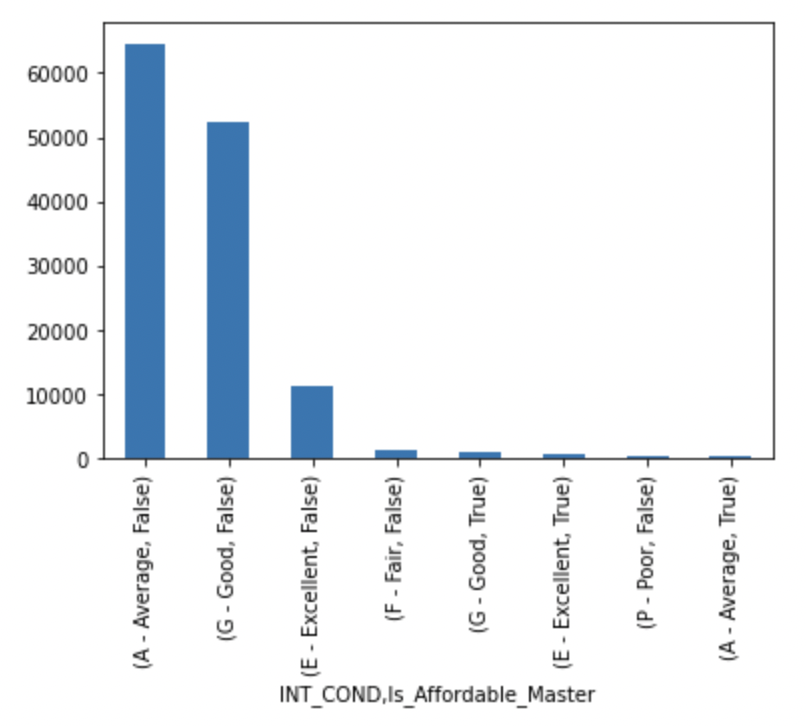 60000
50000
40000
30000
20000
10000
0
(A - Average, False)
(G - Good, False)
(E - Excellent, False)
(F - Fair, False)
(G - Good, True)
(E - Excellent, True)
(P - Poor, False)
(A - Average, True)
INT_COND,Is_Affordable_Master